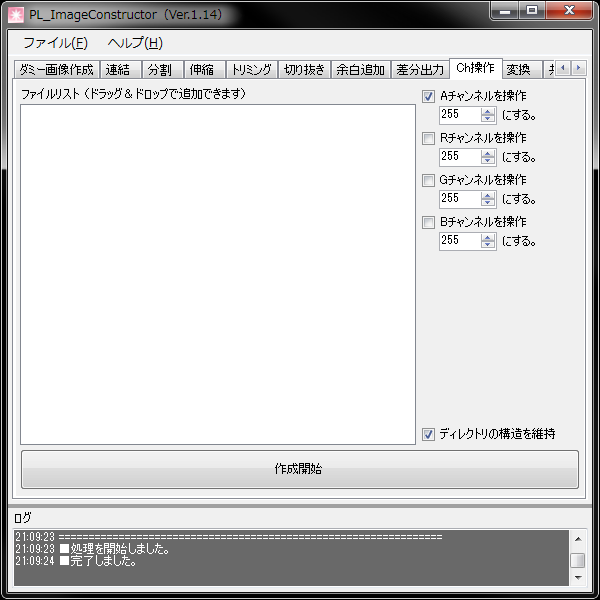 PL_ImageConstructor（Ver.1.14）
ファイル(F) ヘルプ(H)
ダミー画像作成 連結 分割 伸縮 トリミング 切り抜き 余白追加 差分出力 Ch操作 変換
ファイルリスト（ドラッグ＆ドロップで追加できます）
Aチャンネルを操作
255 にする。
Rチャンネルを操作
255 にする。
Gチャンネルを操作
255 にする。
Bチャンネルを操作
255 にする。
ディレクトリの構造を維持
作成開始
ログ
21:09:23 ================================================================
21:09:23 ■処理を開始しました。
21:09:24 ■完了しました。